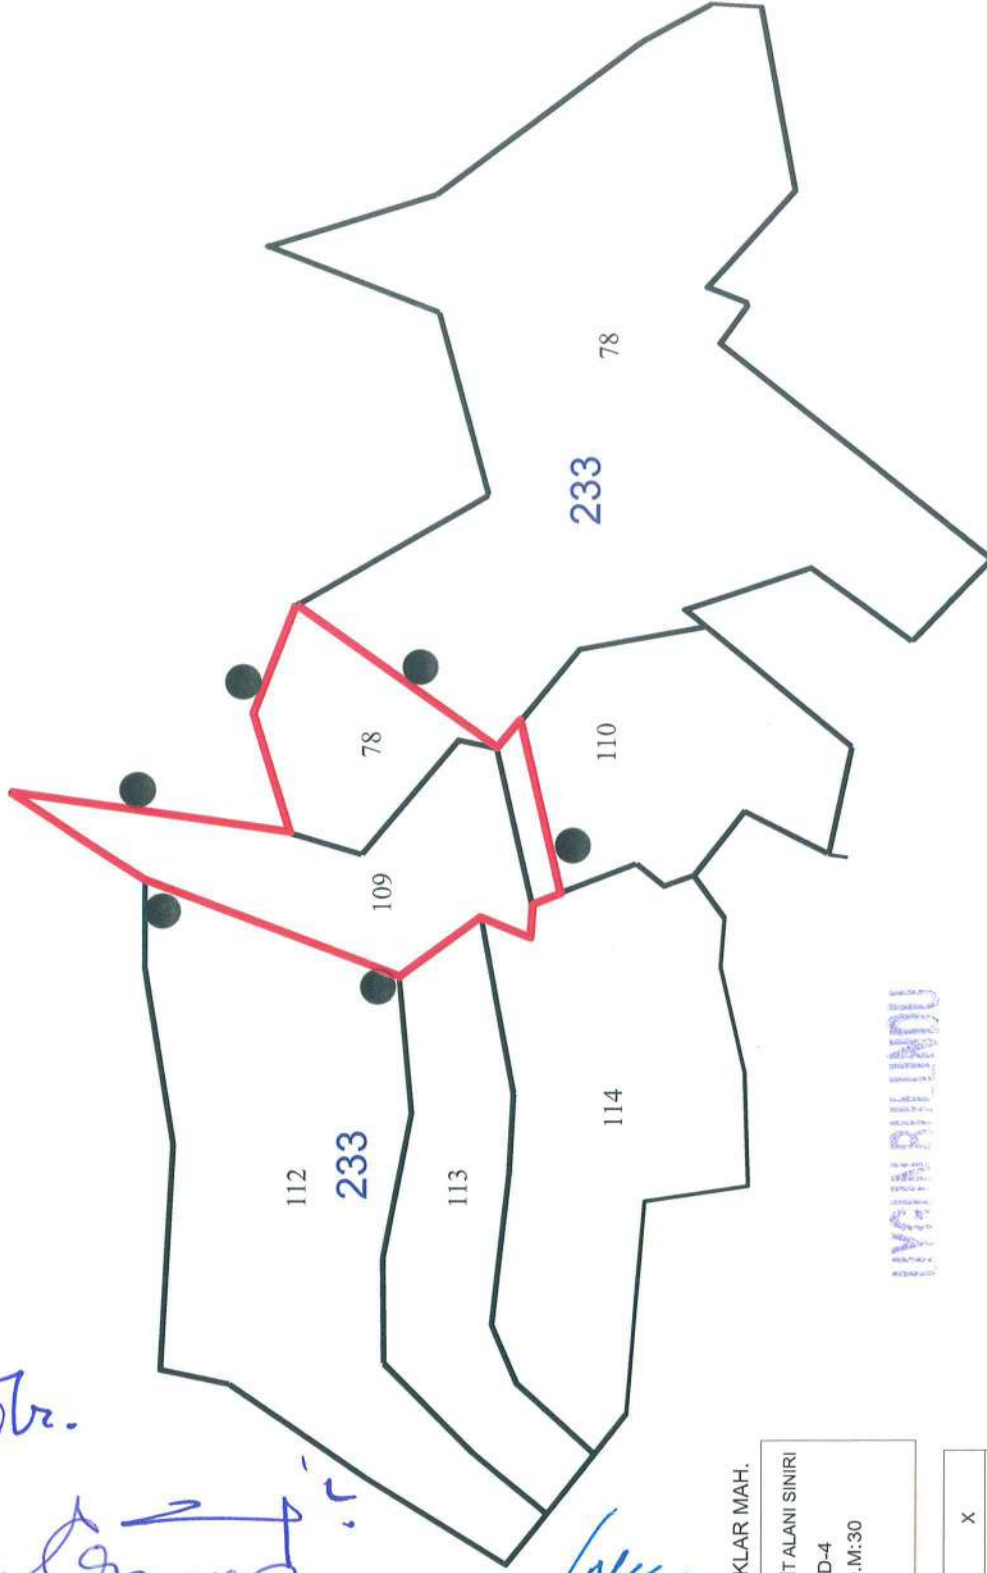 78
233
78
110
109
112
233
113
114
KLAR MAH.
İT ALANI SINIRI
D-4
.M:30
X